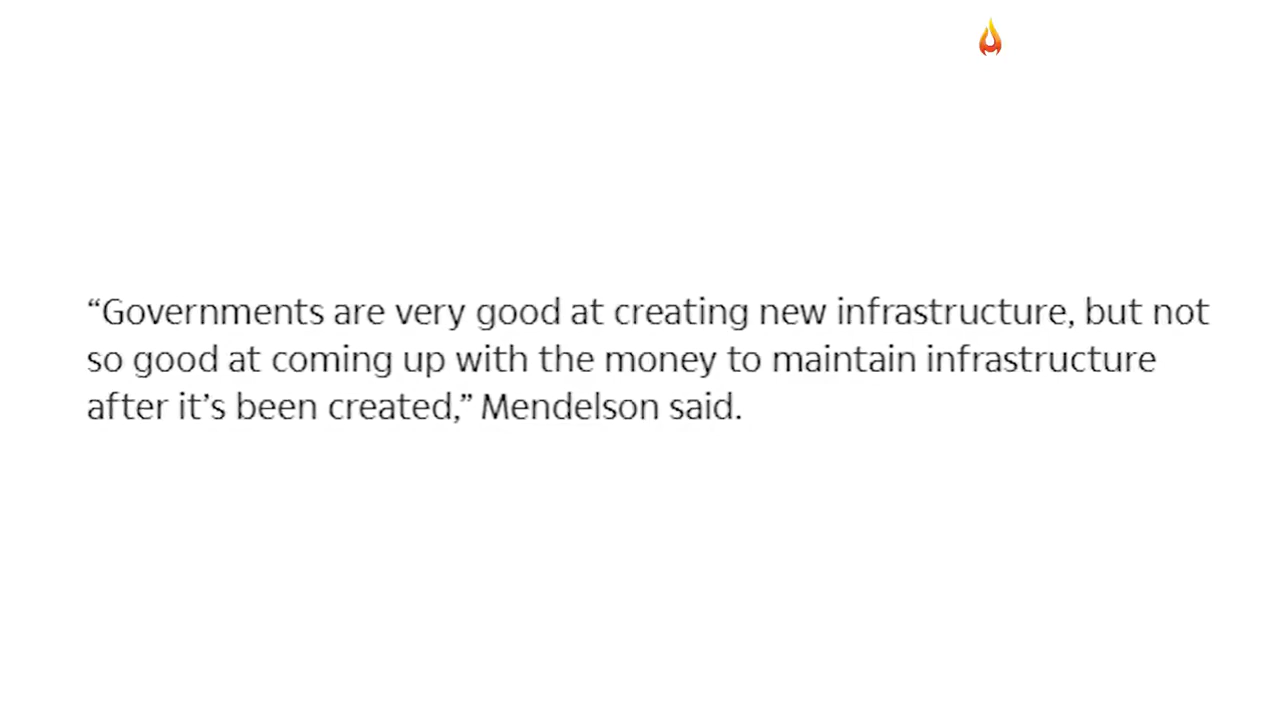 “Governments are very good at creating new infrastructure, but not
so good at coming up with the money to maintain infrastructure
after it’s been created,” Mendelson said.